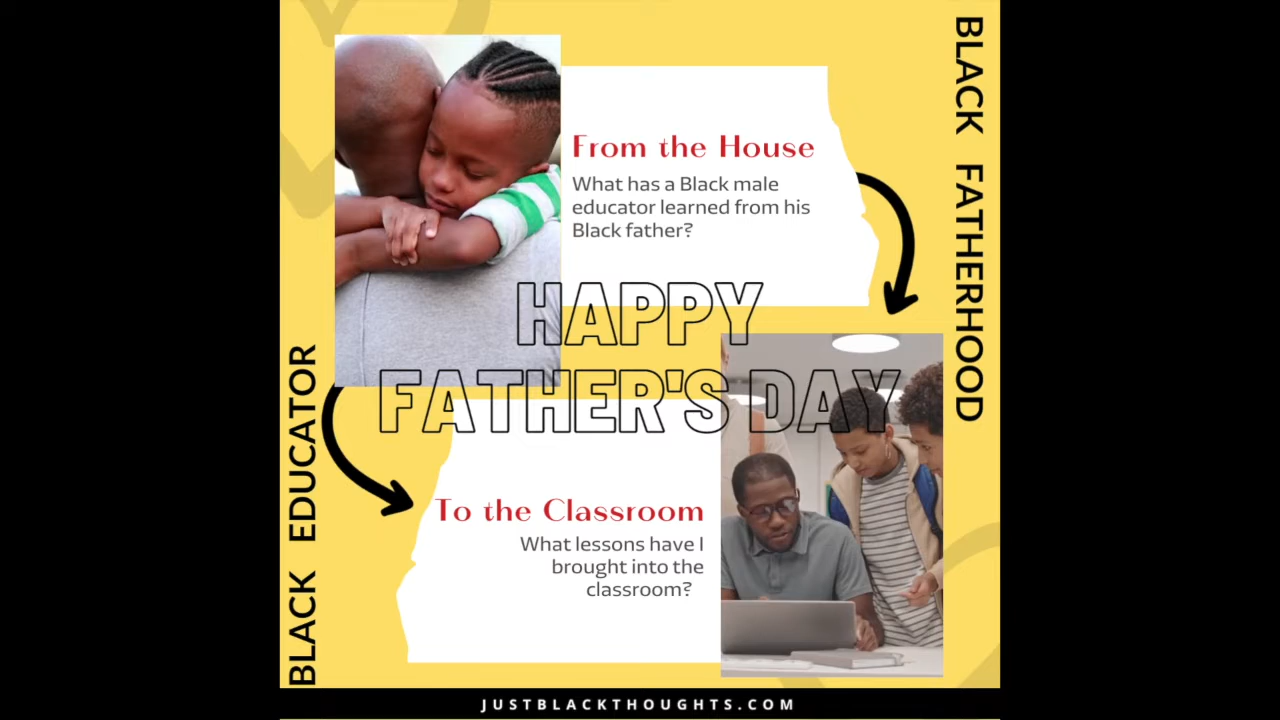 BLACK FATHERHOOD
From the House
What has a Black male
educator learned from his
Black father?
HAPPY
FATHER'S DAY
BLACK EDUCATOR
To the Classroom
What lessons have I
brought into the
classroom?
JUSTBLACKTHOUGHTS.COM